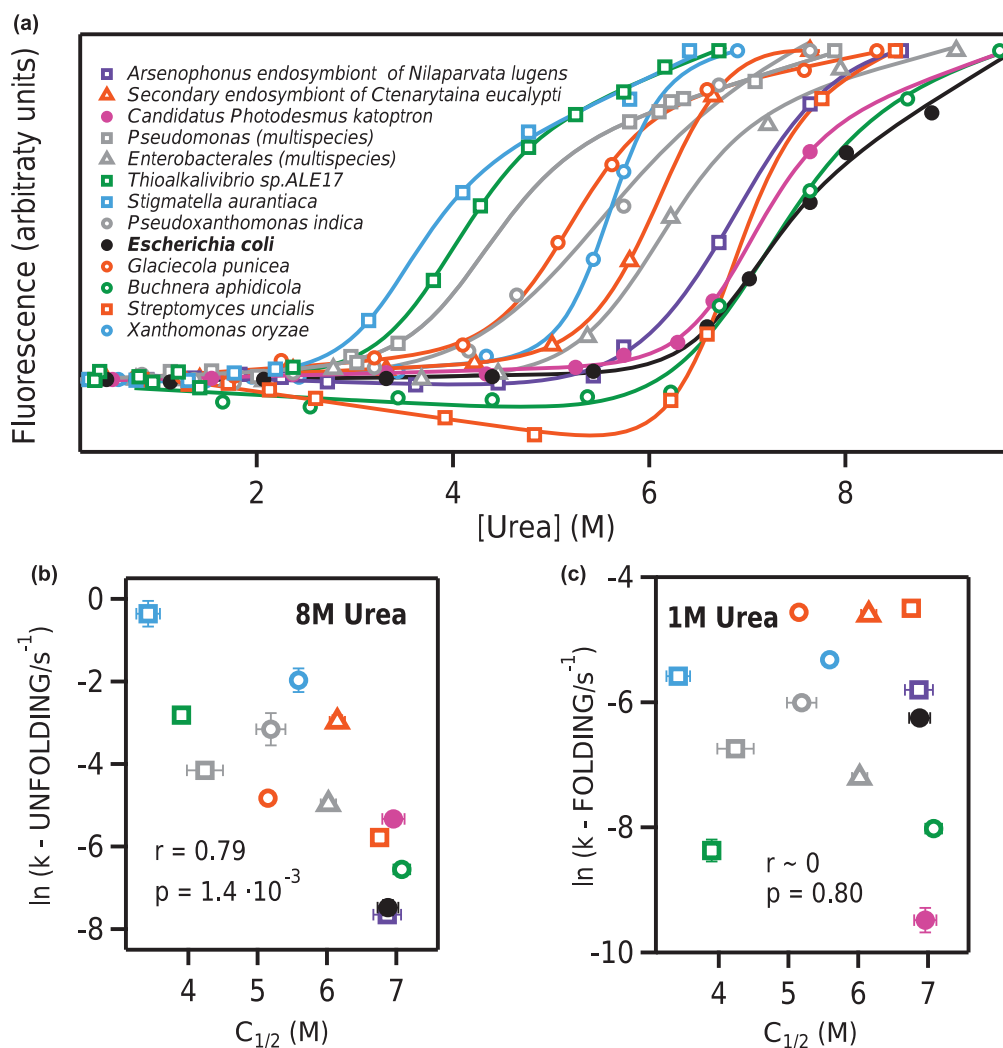 (a)
Fluorescence (arbitraty units)
Arsenophonus endosymbiont of Nilaparvata lugens
Secondary endosymbiont of Ctenarytaina eucalypti
Candidatus Photodesmus katoptron
Pseudomonas (multispecies)
Enterobacterales (multispecies)
Thioalkalivibrio sp.ALE17
Stigmatella aurantiaca
Pseudoxanthomonas indica
Escherichia coli
Glaciecola punicea
Buchnera aphidicola
Streptomyces uncialis
Xanthomonas oryzae
2 4 6 8
[Urea] (M)
(b)
ln (k - UNFOLDING/s-1)
0
-2
-4
-6
-8
8M Urea
r = 0.79
p = 1.4 ·10-3
4 5 6 7
C1/2 (M)
(c)
ln (k - FOLDING/s-1)
-4
-6
-8
-10
1M Urea
r ~ 0
p = 0.80
4 5 6 7
C1/2 (M)